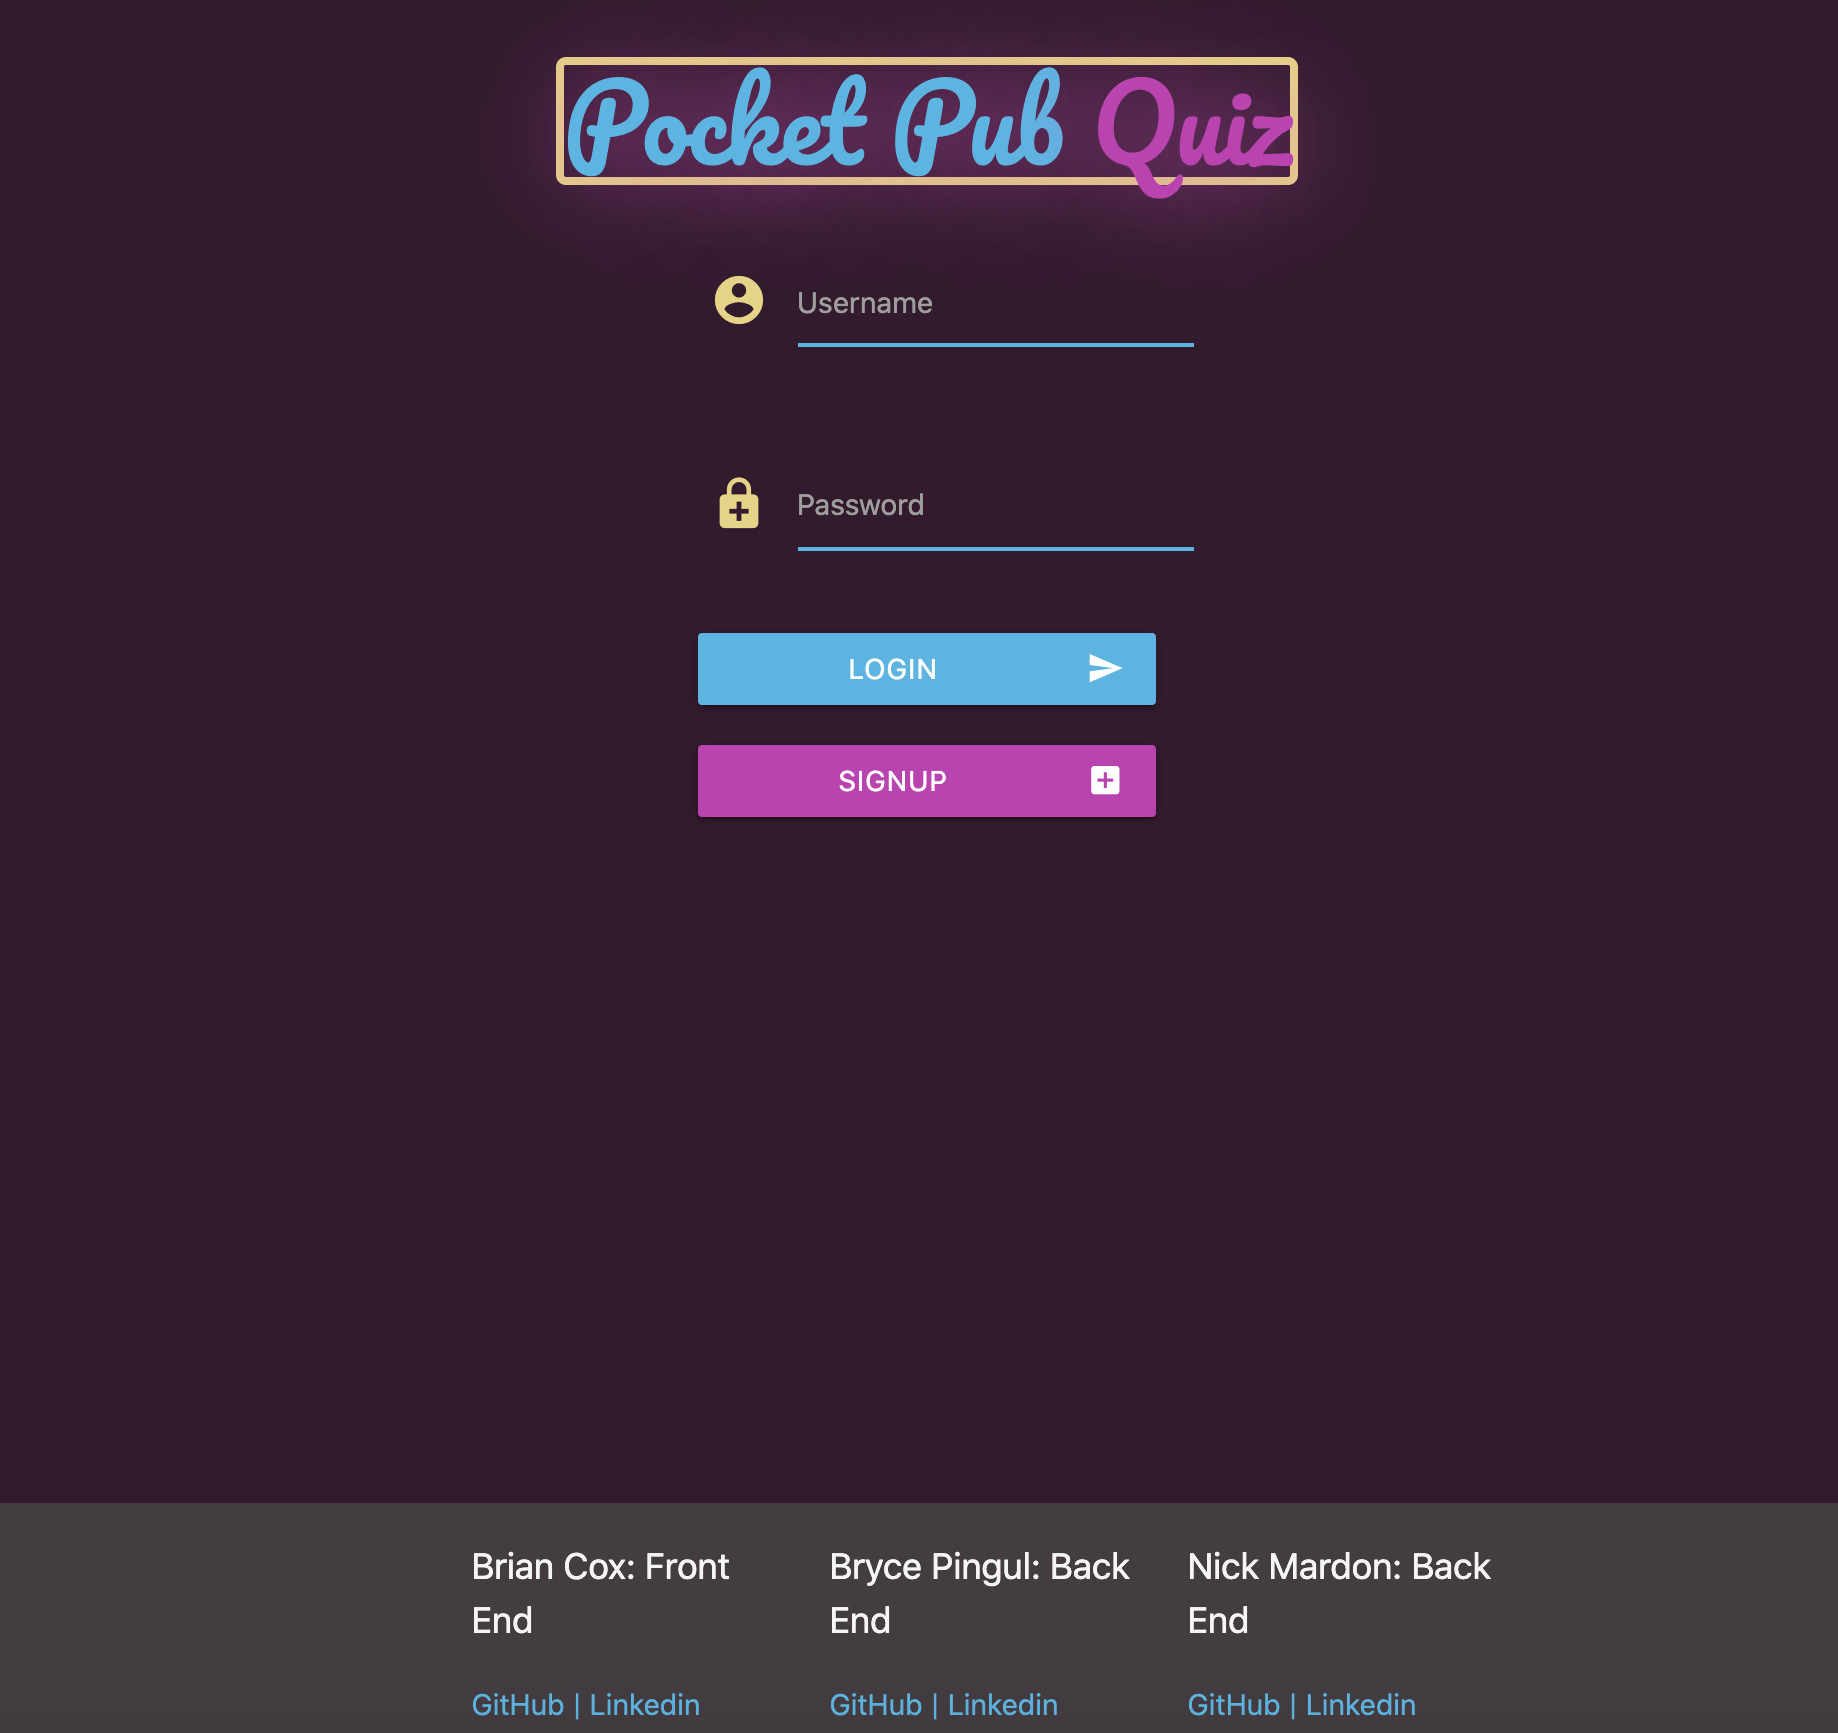 Pocket Pub Quiz
Username
Password
LOGIN
SIGNUP
Brian Cox: Front
End
GitHub | Linkedin
Bryce Pingul: Back
End
GitHub | Linkedin
Nick Mardon: Back
End
GitHub | Linkedin